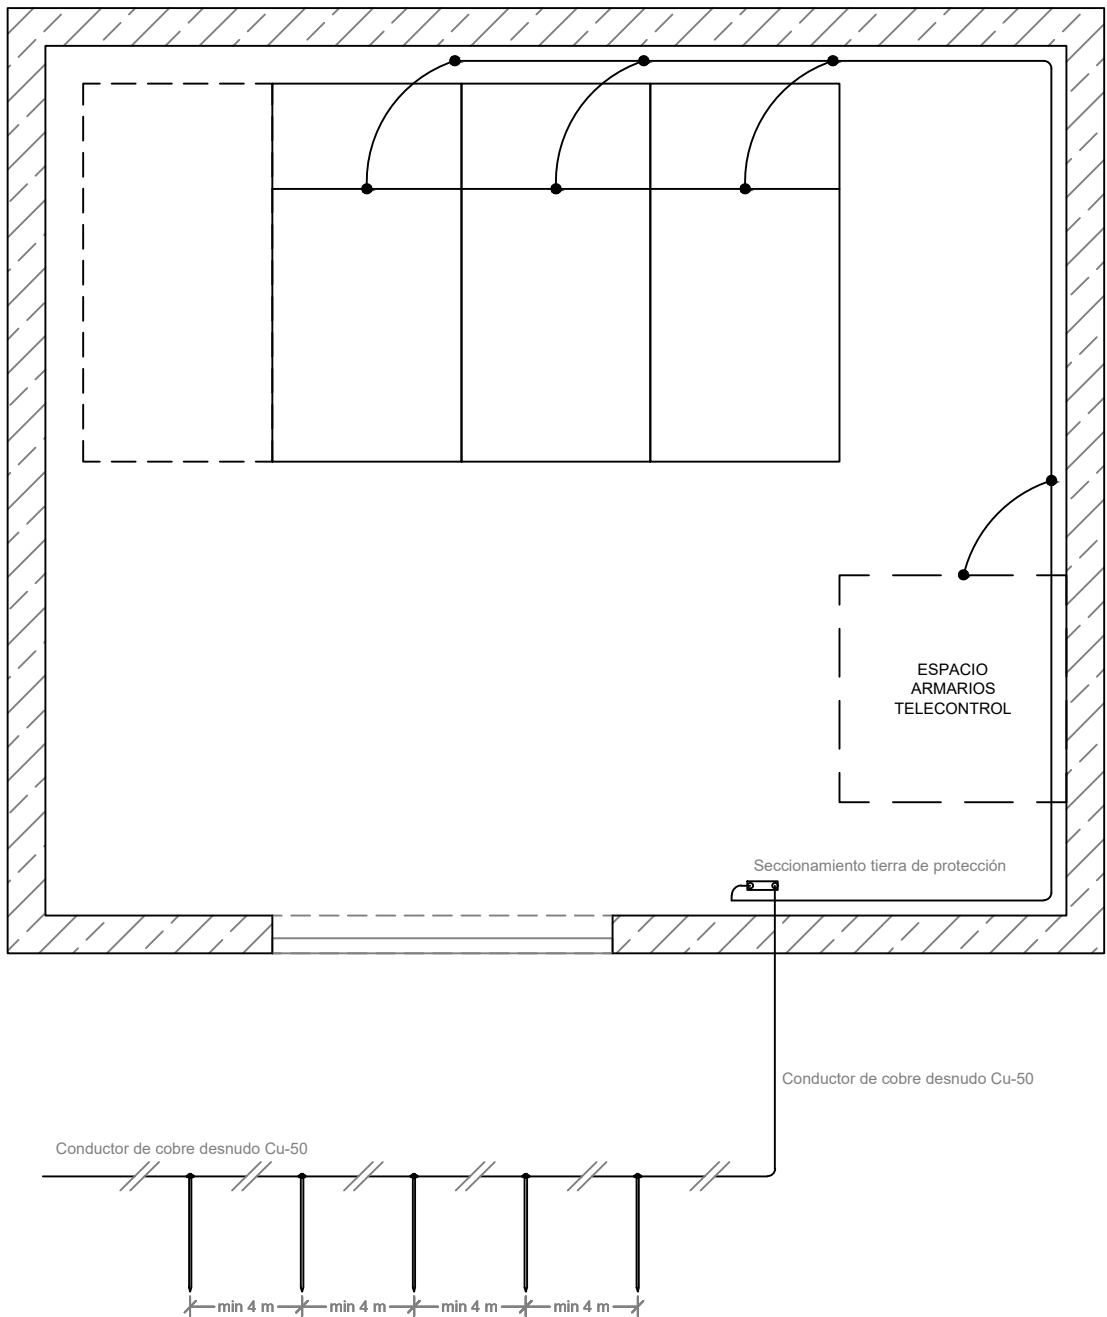 ESPACIO
ARMARIOS
TELECONTROL
Seccionamiento tierra de protección
Conductor de cobre desnudo Cu-50
Conductor de cobre desnudo Cu-50
min 4 m
min 4 m
min 4 m
min 4 m